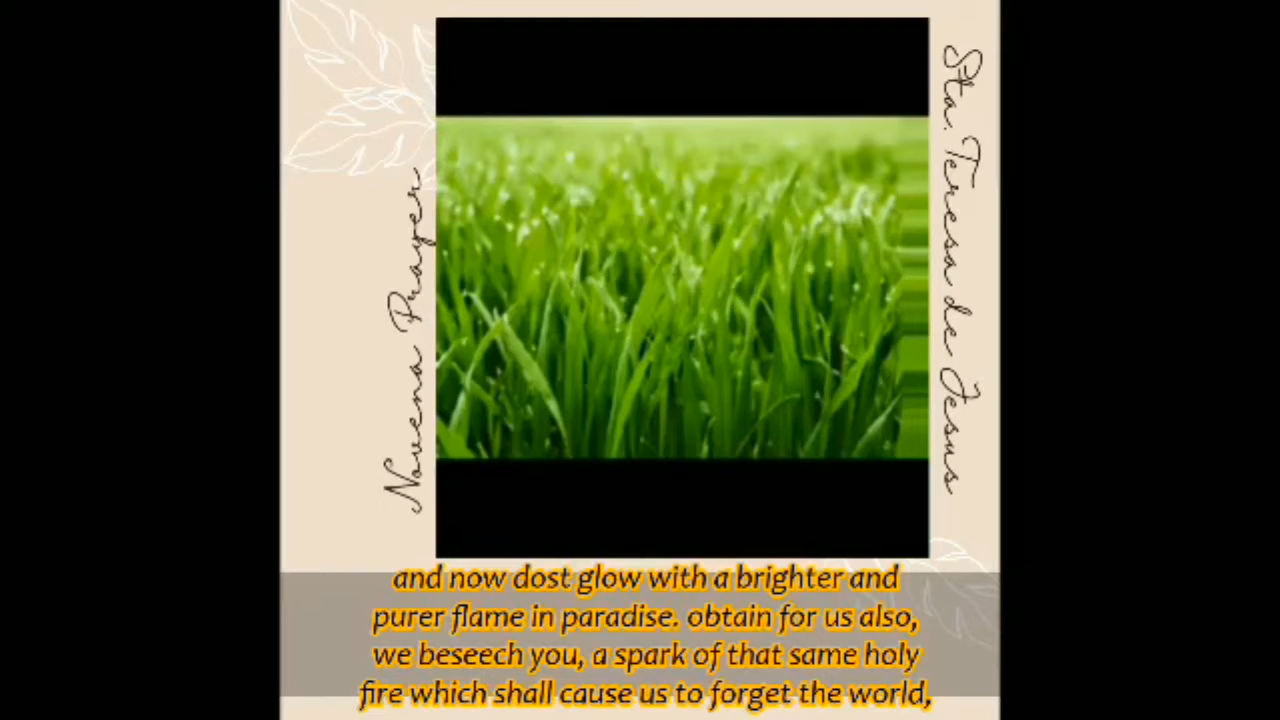 Novena Prayer
Sta. Teresa de Jesus
and now dost glow with a brighter and
purer flame in paradise. obtain for us also,
we beseech you, a spark of that same holy
fire which shall cause us to forget the world,